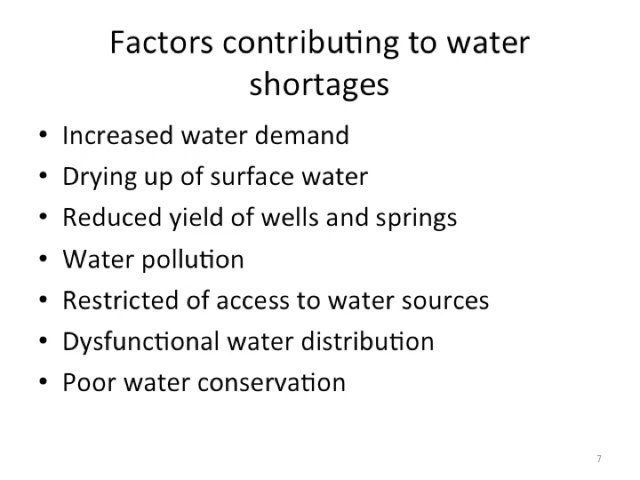 Factors contributing to water
shortages
• Increased water demand
• Drying up of surface water
• Reduced yield of wells and springs
• Water pollution
• Restricted of access to water sources
• Dysfunctional water distribution
• Poor water conservation
7